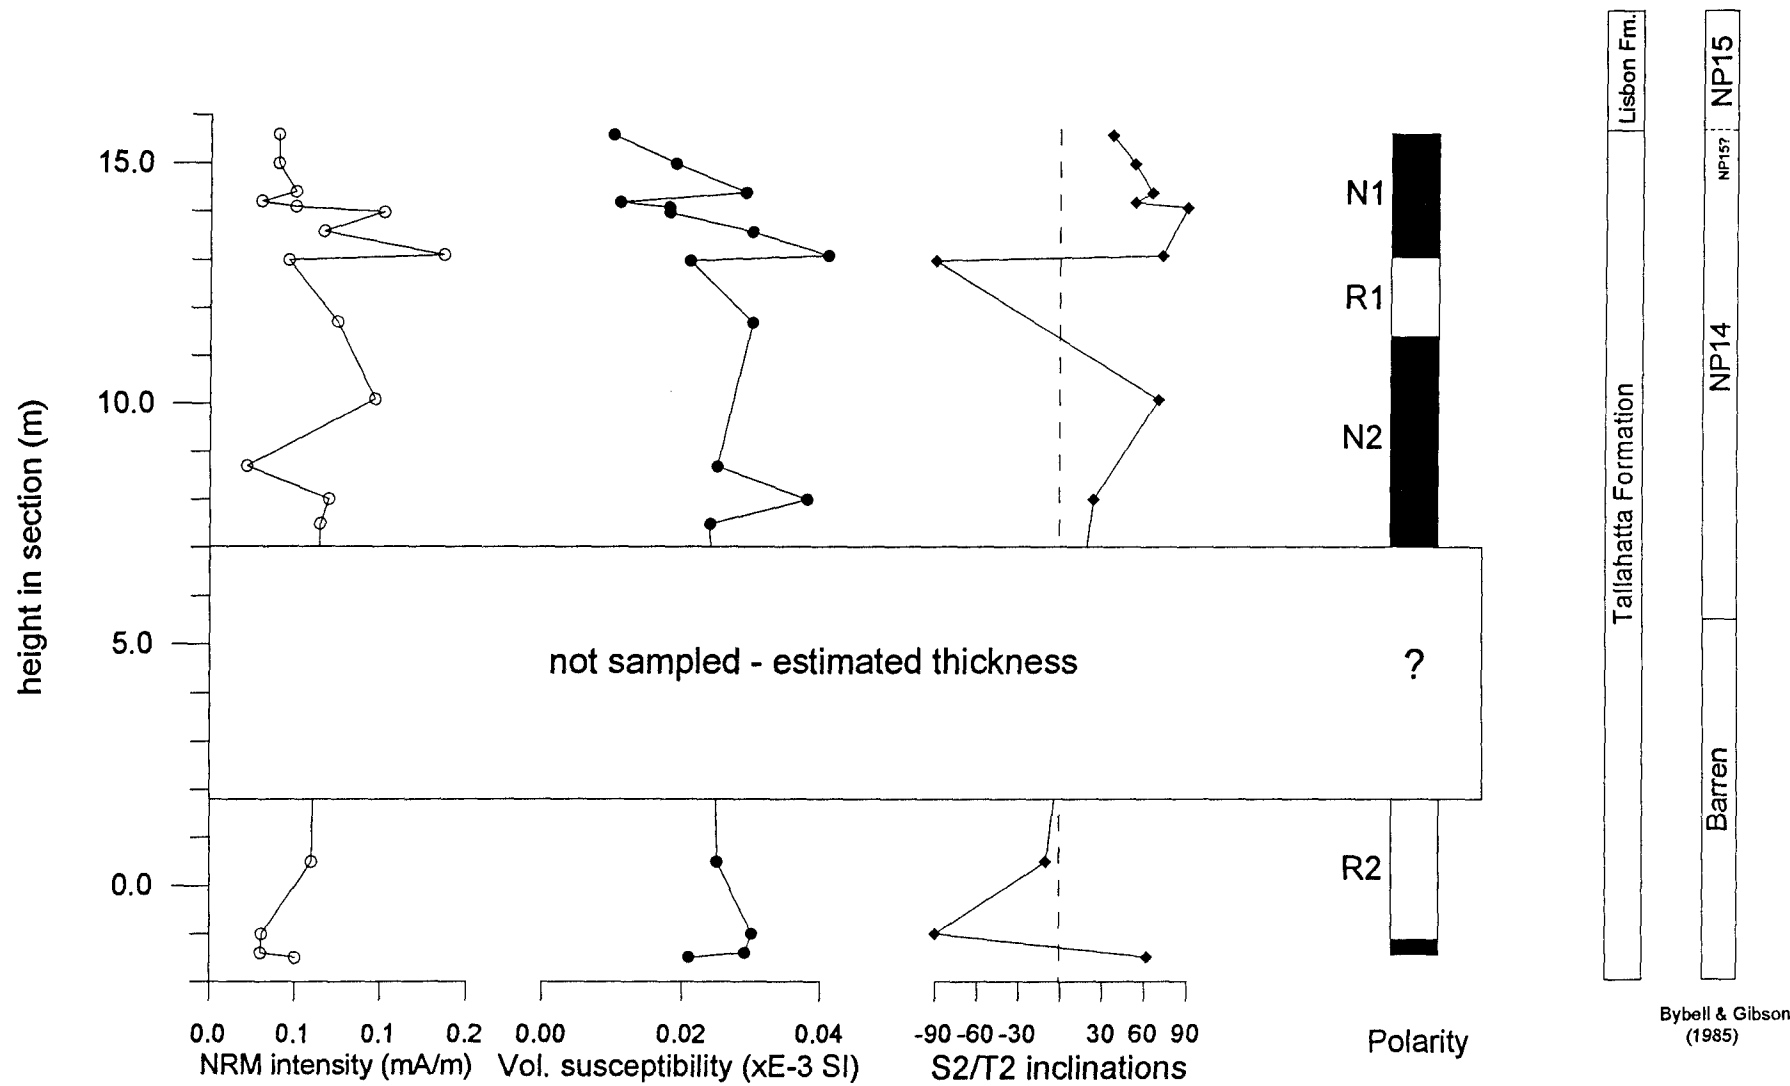 Lisbon Fm.
NP15
15.0
N1
NP15?
R1
NP14
10.0
N2
Tallahatta Formation
height in section (m)
5.0
not sampled - estimated thickness
?
Barren
0.0
R2
0.0 0.1 0.1 0.2
0.00 0.02 0.04
-90 -60 -30 30 60 90
NRM intensity (mA/m)
Vol. susceptibility (xE-3 SI)
S2/T2 inclinations
Polarity
Bybell & Gibson
(1985)